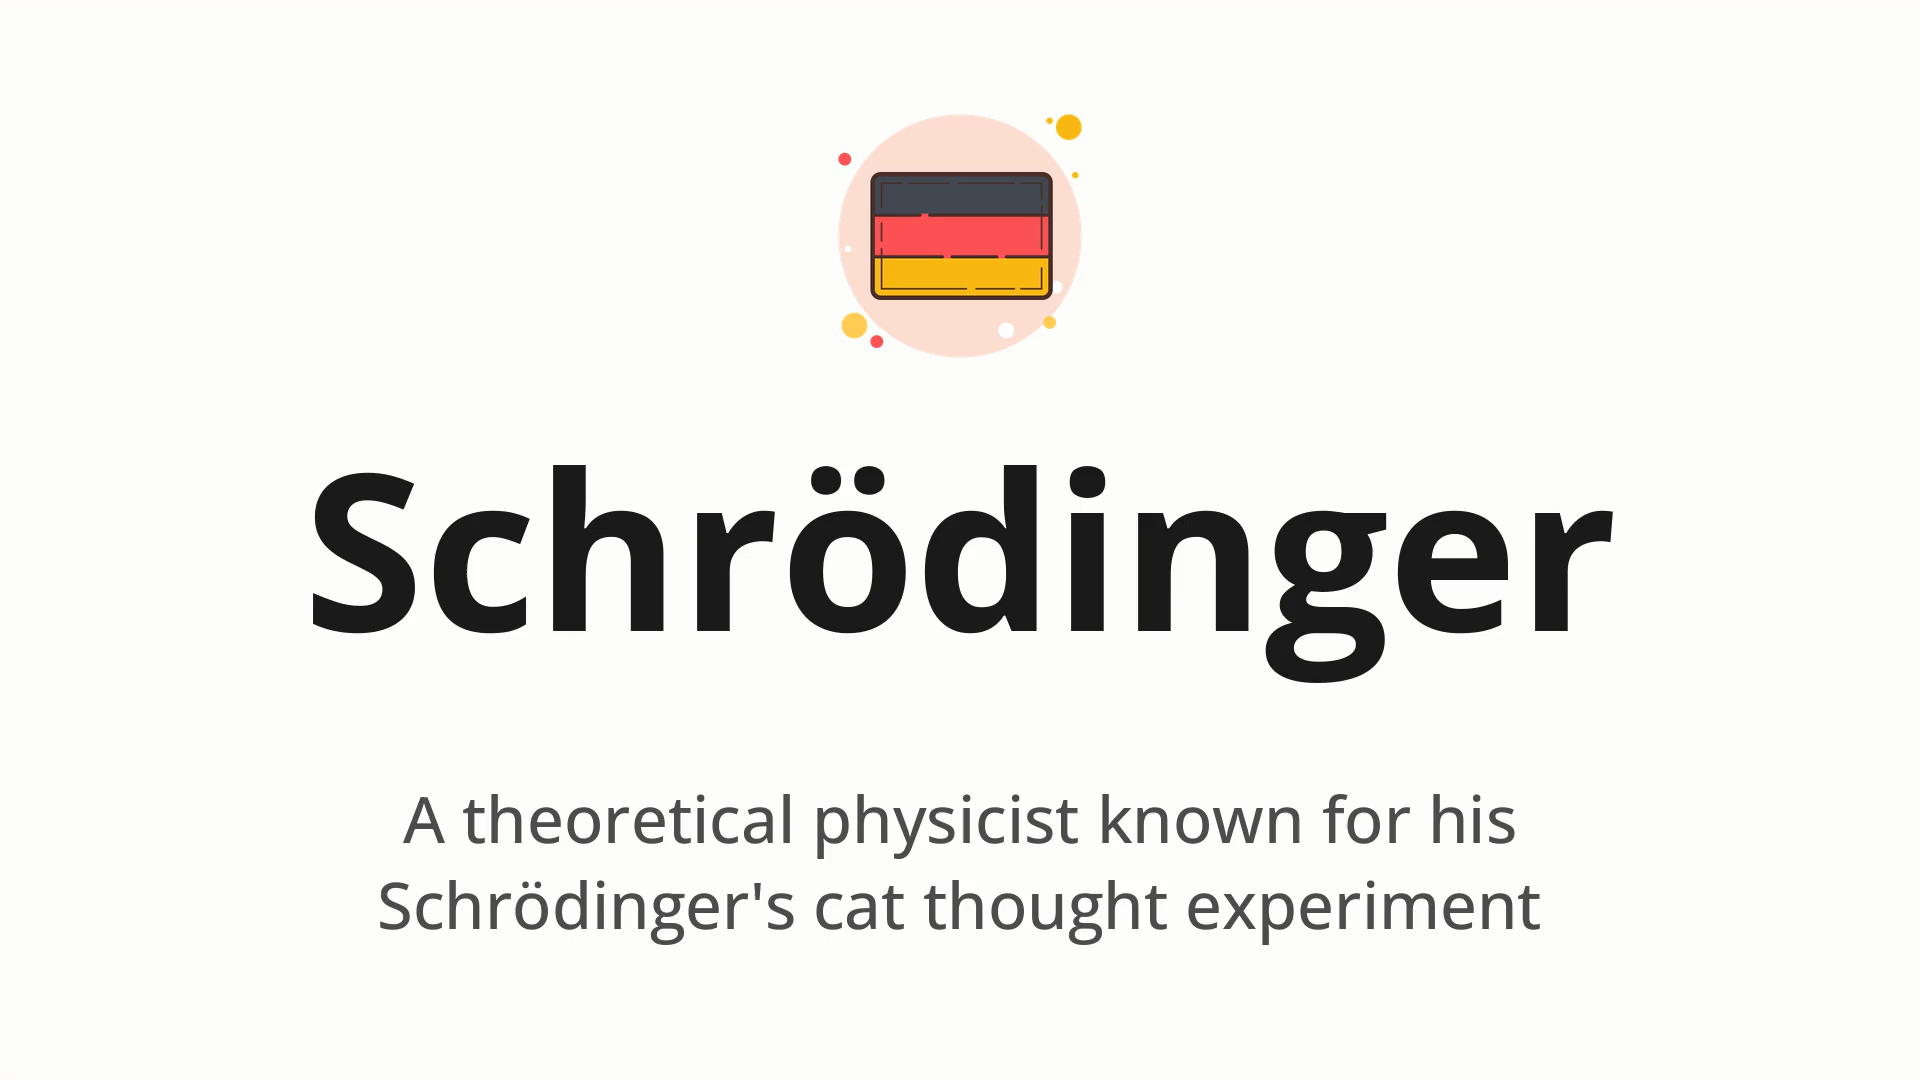 Schrödinger
A theoretical physicist known for his
Schrödinger's cat thought experiment